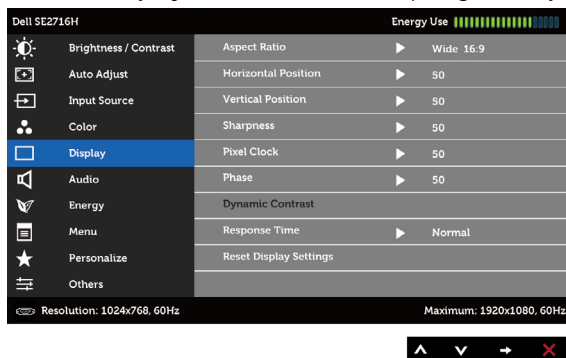 Dell SE2716H Energy Use
Brightness / Contrast
Auto Adjust
Input Source
Color
Display
Audio
Energy
Menu
Personalize
Others
Aspect Ratio Wide 16:9
Horizontal Position 50
Vertical Position 50
Sharpness 50
Pixel Clock 50
Phase 50
Dynamic Contrast
Response Time Normal
Reset Display Settings
Resolution: 1024x768, 60Hz Maximum: 1920x1080, 60Hz